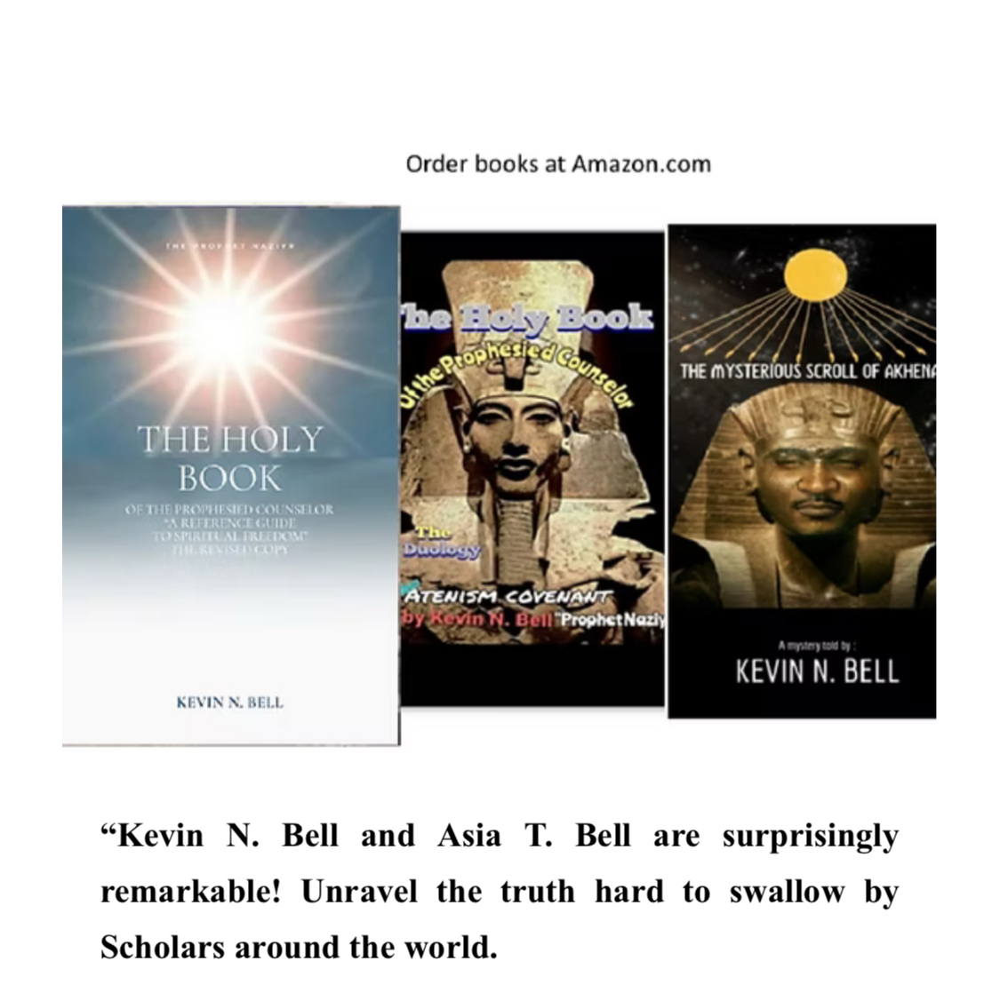 Order books at Amazon.com
THE PROPHET NAZIYR
THE HOLY
BOOK
OF THE PROPHESIED COUNSELOR
"A REFERENCE GUIDE
TO SPIRITUAL FREEDOM"
THE REVISED COPY
KEVIN N. BELL
he Holy Book
Of the Prophesied Counselor
The
Duology
ATENISM COVENANT
by Kevin N. Bell "Prophet Naziy
THE MYSTERIOUS SCROLL OF AKHENA
A mystery told by :
KEVIN N. BELL
“Kevin N. Bell and Asia T. Bell are surprisingly
remarkable! Unravel the truth hard to swallow by
Scholars around the world.